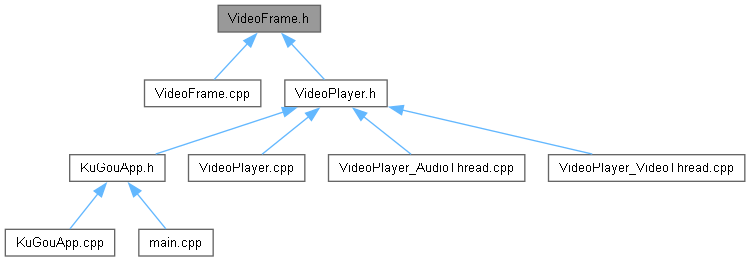 VideoFrame.h
VideoFrame.cpp
VideoPlayer.h
KuGouApp.h
VideoPlayer.cpp
VideoPlayer_AudioThread.cpp
VideoPlayer_VideoThread.cpp
KuGouApp.cpp
main.cpp